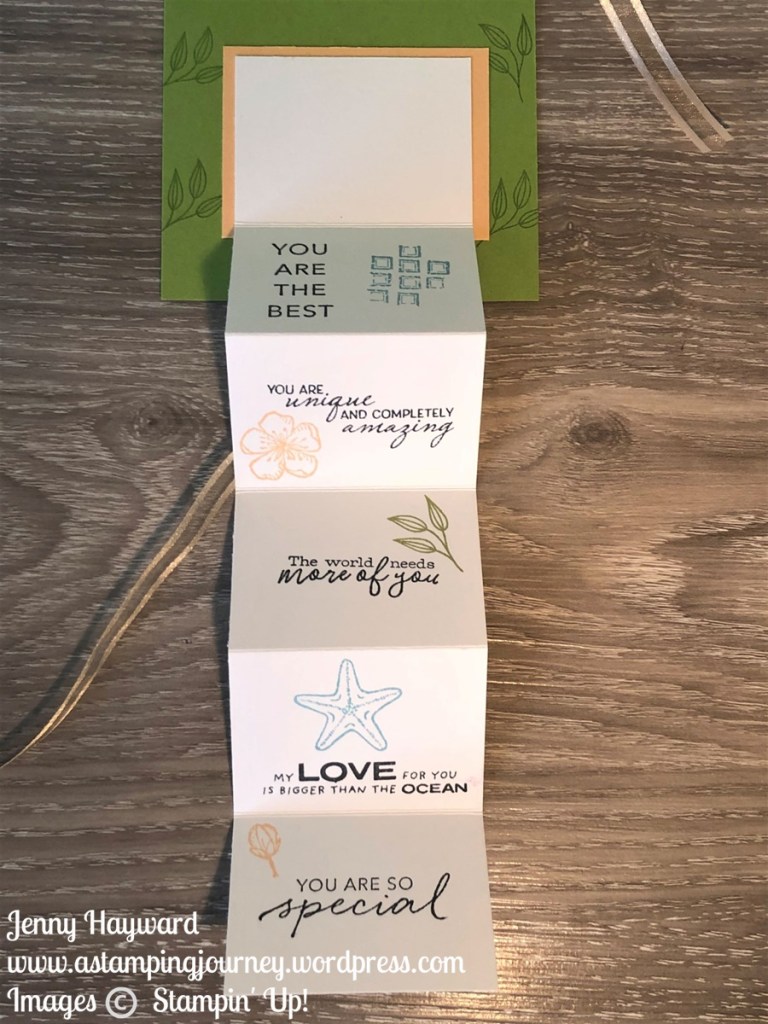 YOU
ARE
THE
BEST
YOU ARE
unique
AND COMPLETELY
amazing
The world needs
more of you
MY LOVE FOR YOU
IS BIGGER THAN THE OCEAN
YOU ARE SO
special
Jenny Hayward
www.astampingjourney.wordpress.com
Images © Stampin' Up!